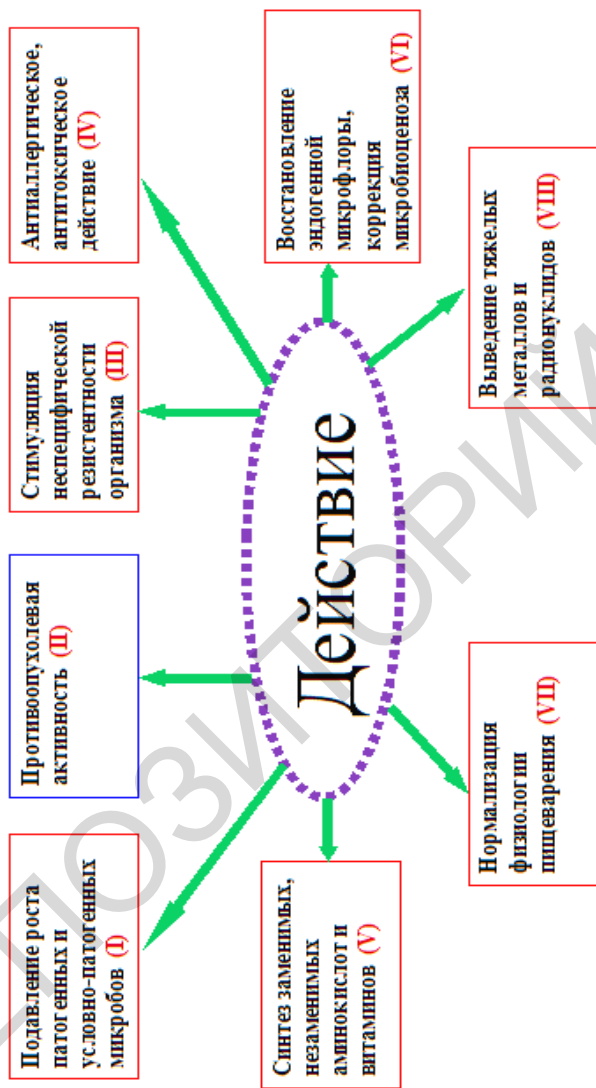 Подавление роста
патогенных и
условно-патогенных
микробов (I)
Противоопухолевая
активность (II)
Стимуляция
неспецифической
резистентности
организма (III)
Антиаллергическое,
антитоксическое
действие (IV)
Синтез заменимых,
незаменимых
аминокислот и
витаминов (V)
Действие
Восстановление
эндогенной
микрофлоры,
коррекция
микробиоценоза (VI)
Нормализация
физиологии
пищеварения (VII)
Выведение тяжелых
металлов и
радионуклидов (VIII)
ПОЗИТОРИЙ